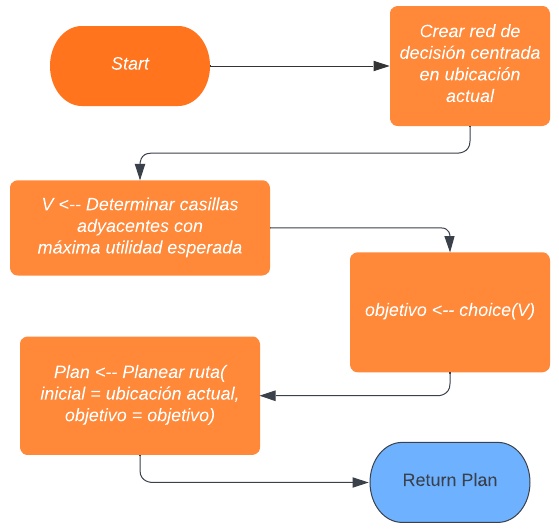 Start
Crear red de
decisión centrada
en ubicación
actual
V <-- Determinar casillas
adyacentes con
máxima utilidad esperada
objetivo <-- choice(V)
Plan <-- Planear ruta(
inicial = ubicación actual,
objetivo = objetivo)
Return Plan